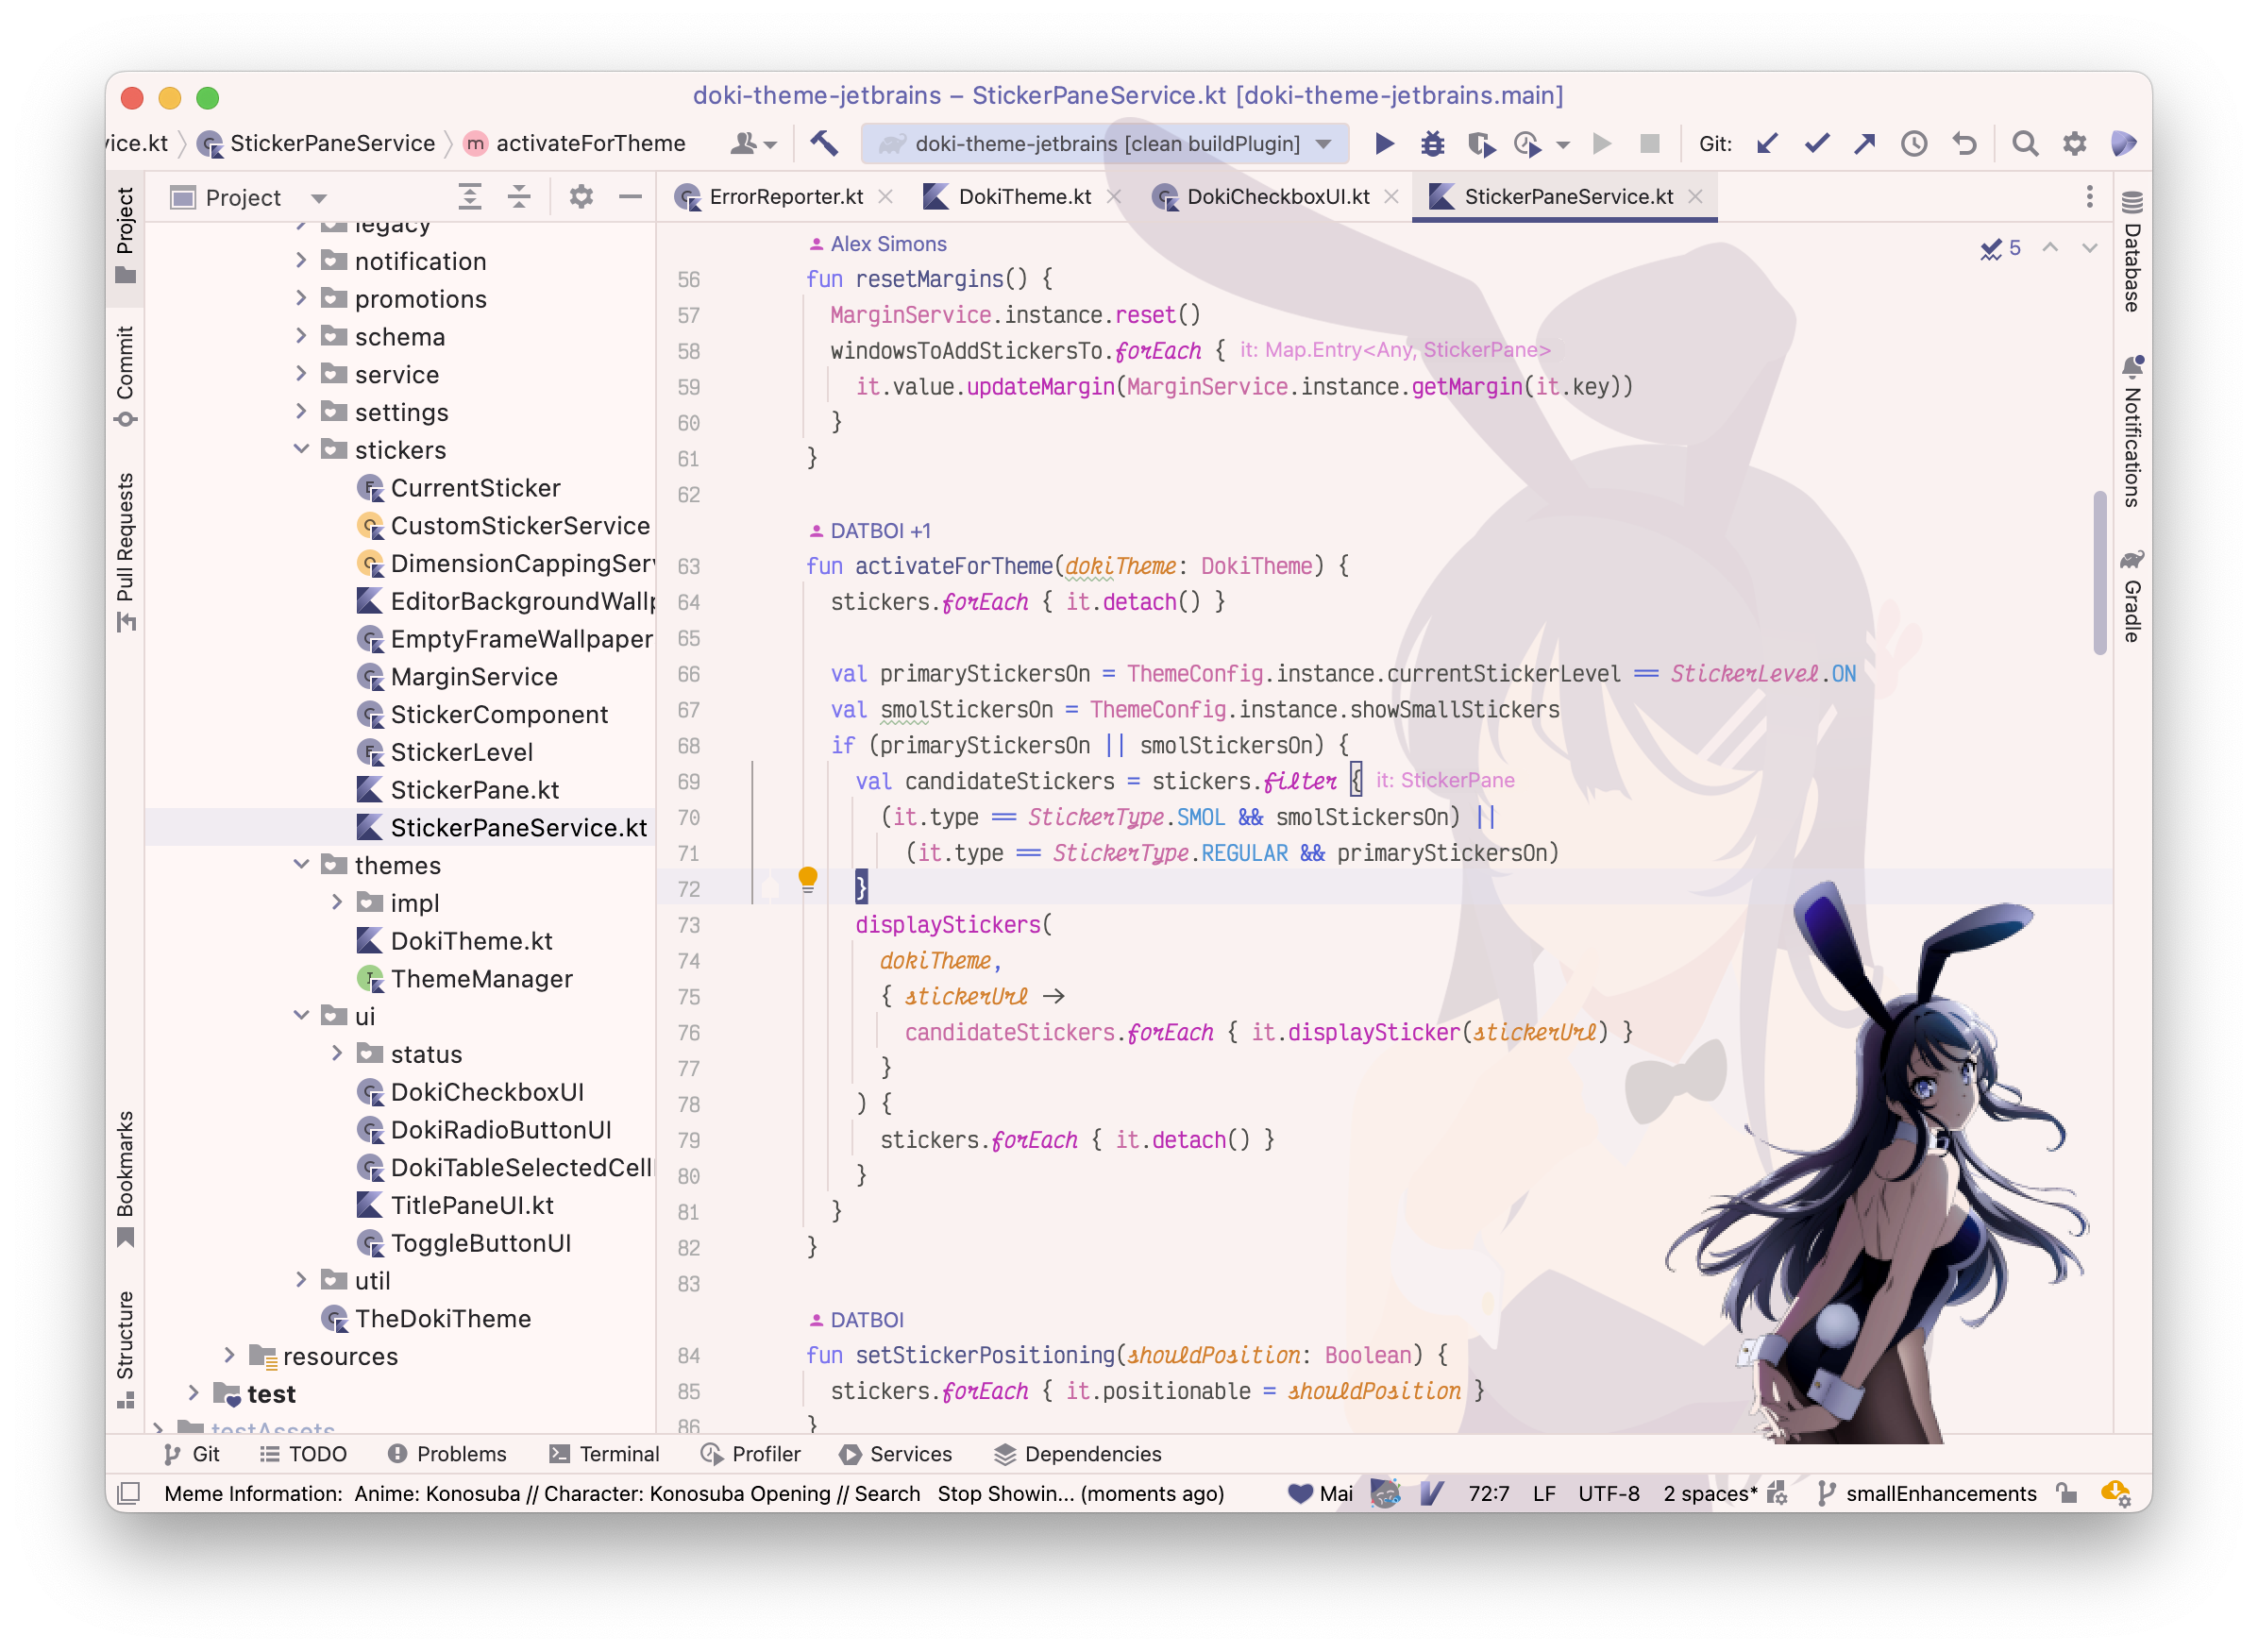 doki-theme-jetbrains – StickerPaneService.kt [doki-theme-jetbrains.main]
vice.kt
StickerPaneService
m
activateForTheme
doki-theme-jetbrains [clean buildPlugin]
Git:
Project
ErrorReporter.kt
DokiTheme.kt
DokiCheckboxUI.kt
StickerPaneService.kt
Project
Commit
Pull Requests
Bookmarks
Structure
legacy
notification
promotions
schema
service
settings
stickers
CurrentSticker
CustomStickerService
DimensionCappingServ
EditorBackgroundWallp
EmptyFrameWallpaper
MarginService
StickerComponent
StickerLevel
StickerPane.kt
StickerPaneService.kt
themes
impl
DokiTheme.kt
ThemeManager
ui
status
DokiCheckboxUI
DokiRadioButtonUI
DokiTableSelectedCell
TitlePaneUI.kt
ToggleButtonUI
util
TheDokiTheme
resources
test
testAssets
Alex Simons
5
56 fun resetMargins() {
57 MarginService.instance.reset()
58 windowsToAddStickersTo.forEach { it: Map.Entry<Any, StickerPane>
59 it.value.updateMargin(MarginService.instance.getMargin(it.key))
60 }
61 }
62
DATBOI +1
63 fun activateForTheme(dokiTheme: DokiTheme) {
64 stickers.forEach { it.detach() }
65
66 val primaryStickersOn = ThemeConfig.instance.currentStickerLevel == StickerLevel.ON
67 val smolStickersOn = ThemeConfig.instance.showSmallStickers
68 if (primaryStickersOn || smolStickersOn) {
69 val candidateStickers = stickers.filter { it: StickerPane
70 (it.type == StickerType.SMOL && smolStickersOn) ||
71 (it.type == StickerType.REGULAR && primaryStickersOn)
72 }
73 displayStickers(
74 dokiTheme,
75 { stickerUrl →
76 candidateStickers.forEach { it.displaySticker(stickerUrl) }
77 }
78 ) {
79 stickers.forEach { it.detach() }
80 }
81 }
82 }
83
DATBOI
84 fun setStickerPositioning(shouldPosition: Boolean) {
85 stickers.forEach { it.positionable = shouldPosition }
86 }
Database
Notifications
Gradle
Git
TODO
Problems
Terminal
Profiler
Services
Dependencies
Meme Information: Anime: Konosuba // Character: Konosuba Opening // Search Stop Showin... (moments ago)
Mai
72:7
LF
UTF-8
2 spaces*
smallEnhancements